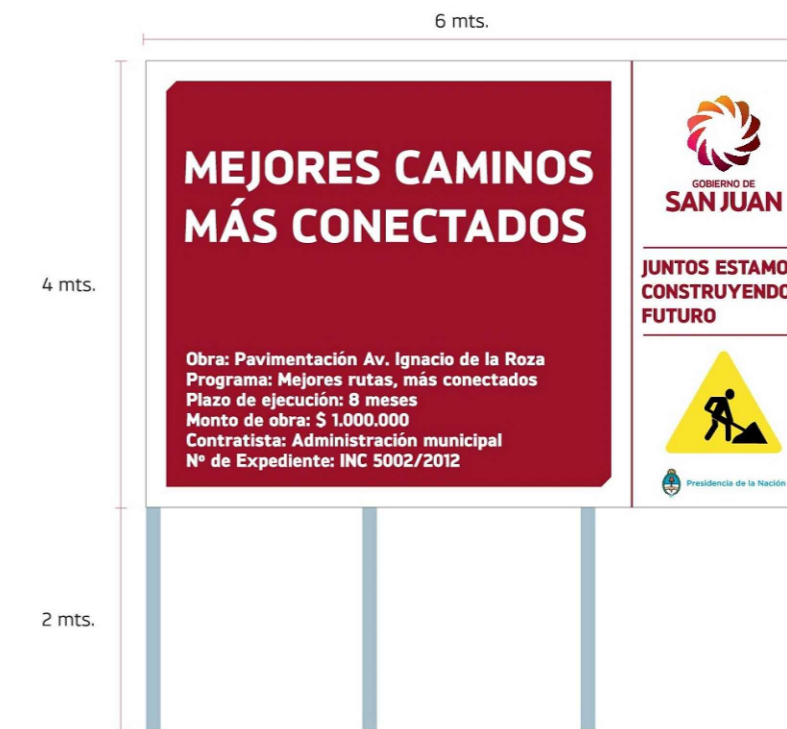 6 mts.
4 mts.
MEJORES CAMINOS
MÁS CONECTADOS
Obra: Pavimentación Av. Ignacio de la Roza
Programa: Mejores rutas, más conectados
Plazo de ejecución: 8 meses
Monto de obra: $ 1.000.000
Contratista: Administración municipal
Nº de Expediente: INC 5002/2012
GOBIERNO DE
SAN JUAN
JUNTOS ESTAMO
CONSTRUYENDO
FUTURO
Presidencia de la Nación
2 mts.